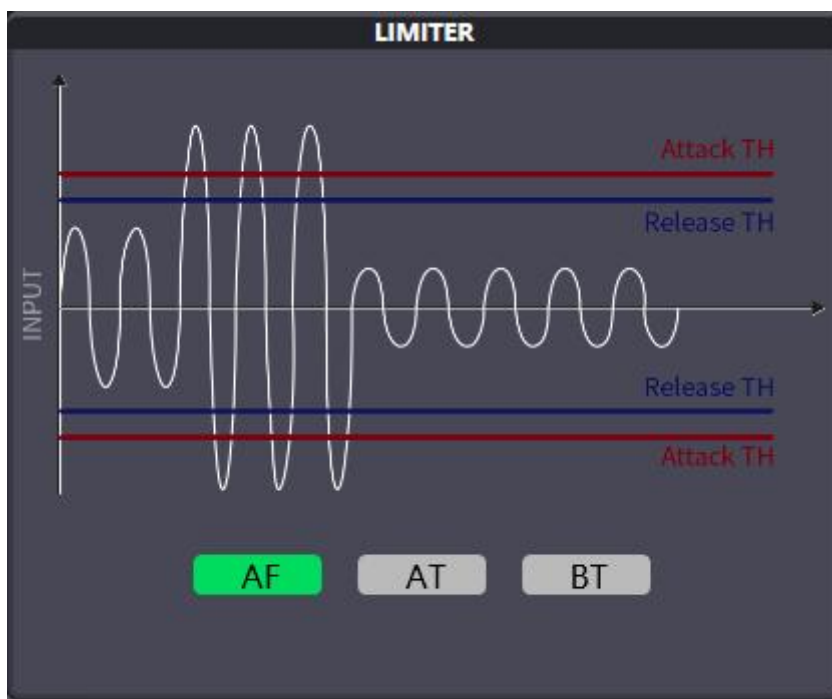 LIMITER
Attack TH
Release TH
INPUT
Release TH
Attack TH
AF AT BT